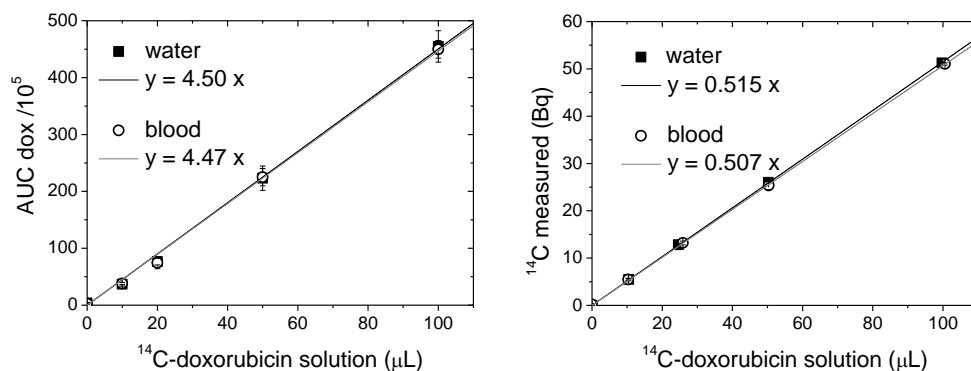 500
400
300
200
100
0
AUC dox /10⁵
water
y = 4.50 x
blood
y = 4.47 x
0 20 40 60 80 100
¹⁴C-doxorubicin solution (μL)
60
50
40
30
20
10
0
¹⁴C measured (Bq)
water
y = 0.515 x
blood
y = 0.507 x
0 20 40 60 80 100
¹⁴C-doxorubicin solution (μL)